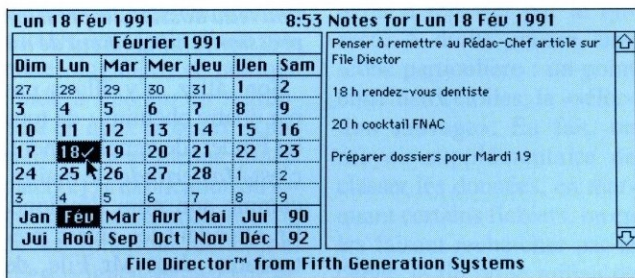 Lun 18 Fév 1991 8:53
Février 1991
Dim Lun Mar Mer Jeu Ven Sam
27 28 29 30 31 1 2
3 4 5 6 7 8 9
10 11 12 13 14 15 16
17 18✓ 19 20 21 22 23
24 25 26 27 28 1 2
3 4 5 6 7 8 9
Jan Fév Mar Avr Mai Jui 90
Jui Aoû Sep Oct Nov Déc 92
Notes for Lun 18 Fév 1991
Penser à remettre au Rédac-Chef article sur
File Diector
18 h rendez-vous dentiste
20 h cocktail FNAC
Préparer dossiers pour Mardi 19
File Director™ from Fifth Generation Systems